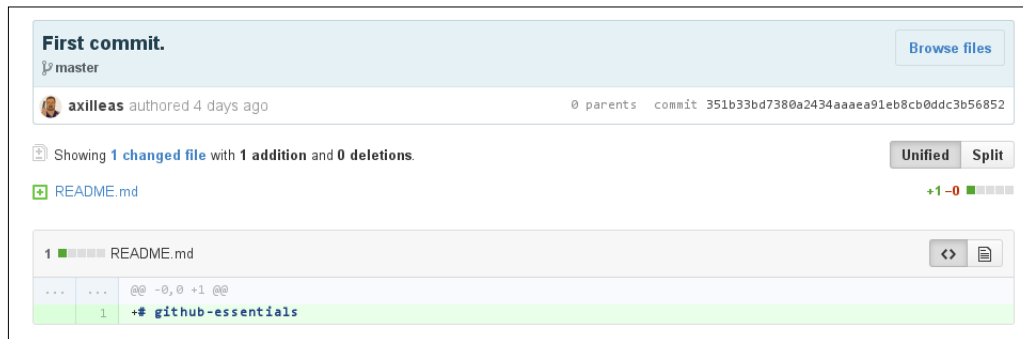 First commit.
master
Browse files
axilleas authored 4 days ago
0 parents commit 351b33bd7380a2434aaaea91eb8cb0ddc3b56852
Showing 1 changed file with 1 addition and 0 deletions.
Unified Split
README.md
+1 −0
1 README.md
... ... @@ -0,0 +1 @@
1 +# github-essentials